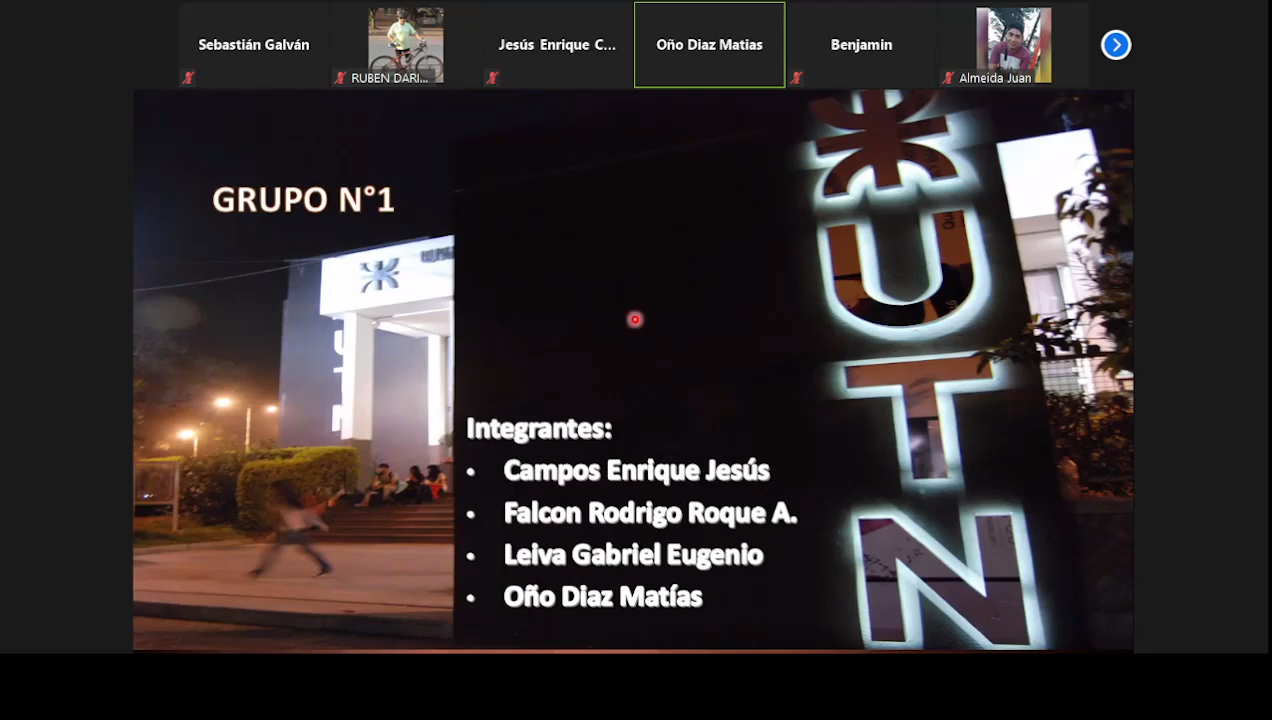 Sebastián Galván
RUBEN DARI...
Jesús Enrique C...
Oño Diaz Matias
Benjamin
Almeida Juan
GRUPO N°1
UTN
UTN
Integrantes:
• Campos Enrique Jesús
• Falcon Rodrigo Roque A.
• Leiva Gabriel Eugenio
• Oño Diaz Matías